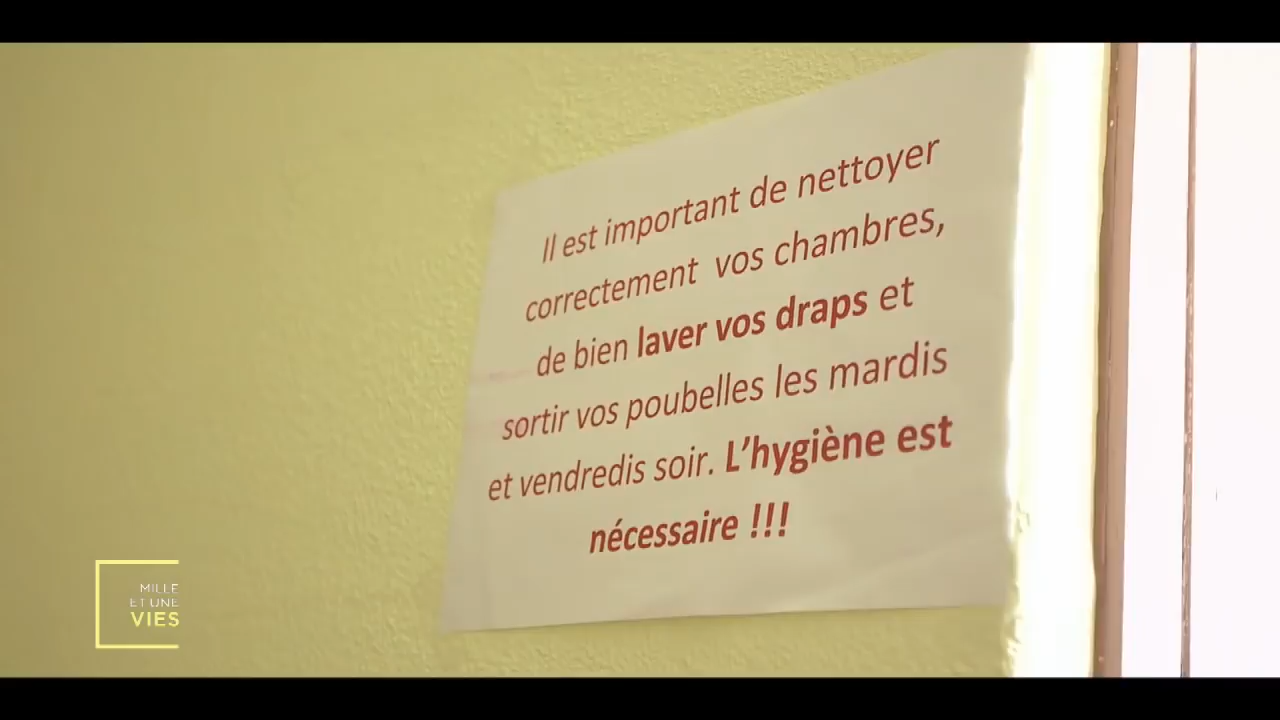 Il est important de nettoyer
correctement vos chambres,
de bien laver vos draps et
sortir vos poubelles les mardis
et vendredis soir. L’hygiène est
nécessaire !!!
MILLE
ET UNE
VIES